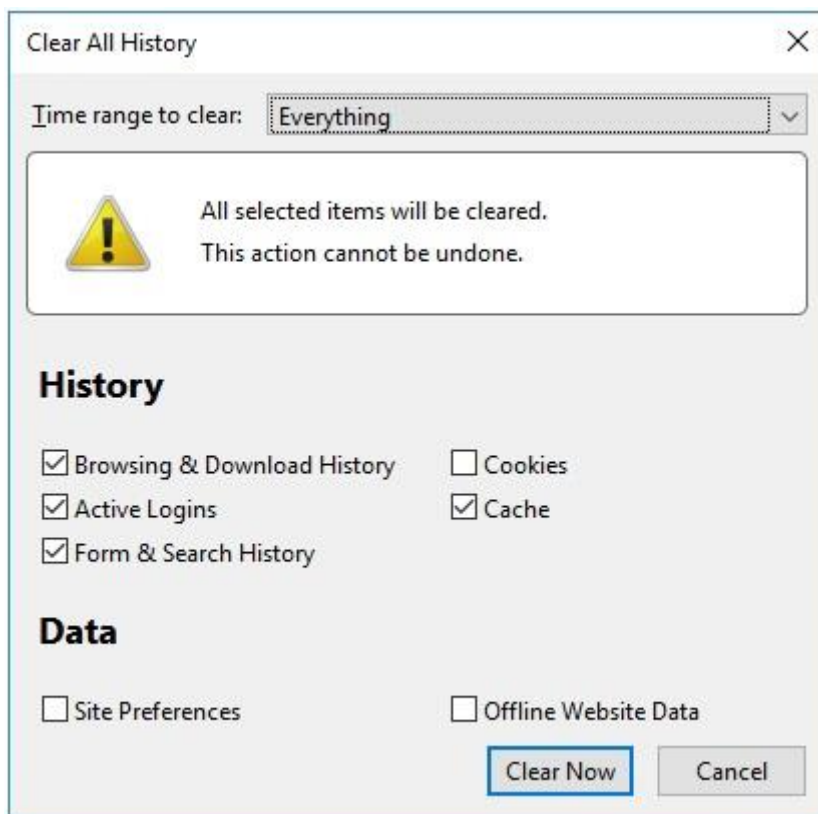 Clear All History
Time range to clear: Everything
All selected items will be cleared.
This action cannot be undone.
History
Browsing & Download History Cookies
Active Logins Cache
Form & Search History
Data
Site Preferences Offline Website Data
Clear Now Cancel